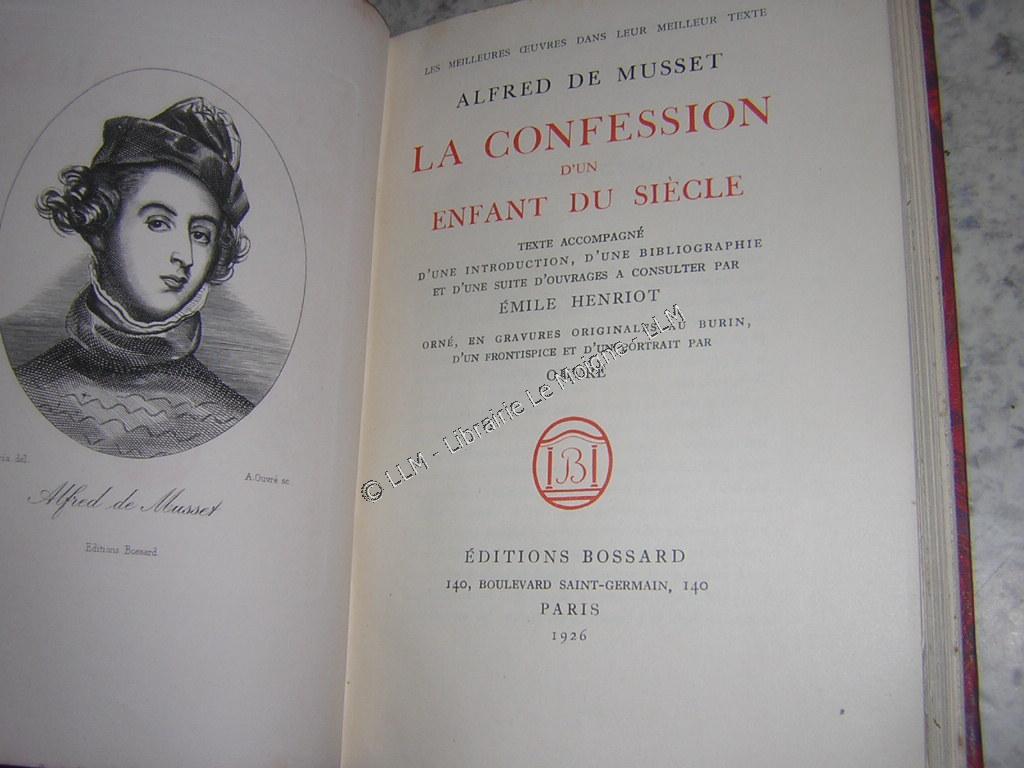 del.
A. Ouvré sc.
Alfred de Musset
Editions Bossard
LES MEILLEURES ŒUVRES DANS LEUR MEILLEUR TEXTE
ALFRED DE MUSSET
LA CONFESSION
D'UN
ENFANT DU SIÈCLE
TEXTE ACCOMPAGNÉ
D'UNE INTRODUCTION, D'UNE BIBLIOGRAPHIE
ET D'UNE SUITE D'OUVRAGES A CONSULTER PAR
ÉMILE HENRIOT
ORNÉ, EN GRAVURES ORIGINALES AU BURIN,
D'UN FRONTISPICE ET D'UN PORTRAIT PAR
B
ÉDITIONS BOSSARD
140, BOULEVARD SAINT-GERMAIN, 140
PARIS
1926
© LLM - Librairie Le Moigne - LLM